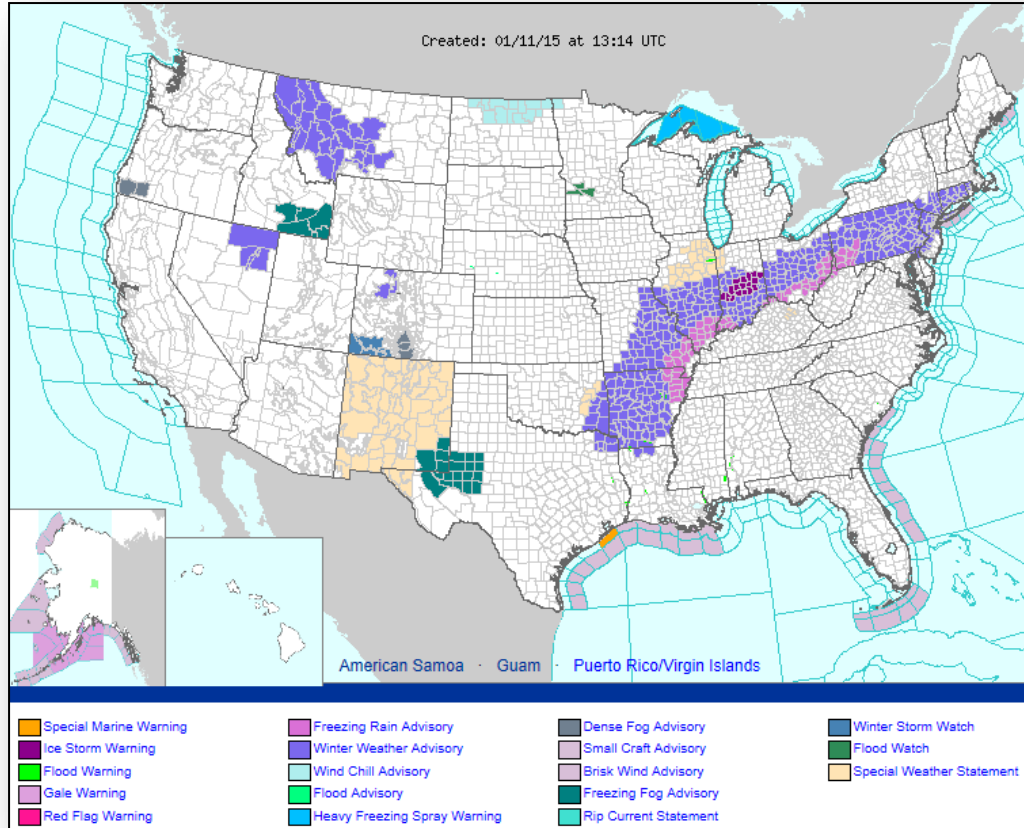 Created: 01/11/15 at 13:14 UTC
American Samoa · Guam · Puerto Rico/Virgin Islands
Special Marine Warning
Ice Storm Warning
Flood Warning
Gale Warning
Red Flag Warning
Freezing Rain Advisory
Winter Weather Advisory
Wind Chill Advisory
Flood Advisory
Heavy Freezing Spray Warning
Dense Fog Advisory
Small Craft Advisory
Brisk Wind Advisory
Freezing Fog Advisory
Rip Current Statement
Winter Storm Watch
Flood Watch
Special Weather Statement